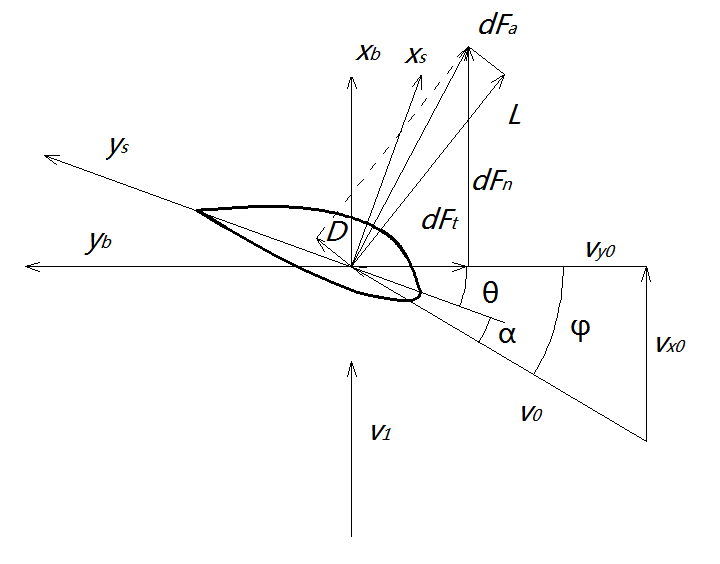 dFa
xb
xs
L
ys
dFn
D
dFt
yb
vy0
θ
φ
α
vx0
v0
v1